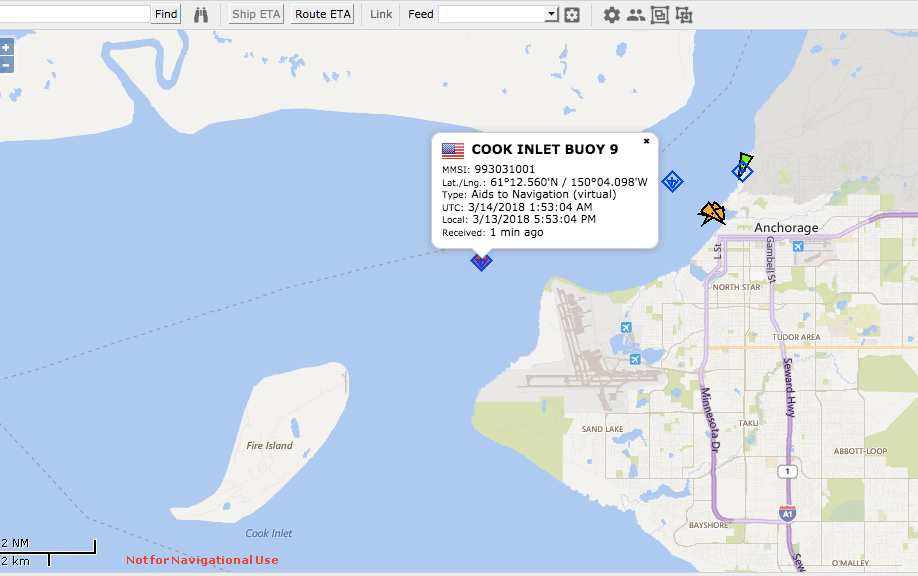 Find Ship ETA Route ETA Link Feed
+
-
COOK INLET BUOY 9
MMSI: 993031001
Lat./Lng.: 61°12.560'N / 150°04.098'W
Type: Aids to Navigation (virtual)
UTC: 3/14/2018 1:53:04 AM
Local: 3/13/2018 5:53:04 PM
Received: 1 min ago
Anchorage
L St
Gambell St
NORTH STAR
TUDOR AREA
Seward Hwy
Minnesota Dr
SAND LAKE
TAKU
Fire Island
ABBOTT-LOOP
1
A1
BAYSHORE
Cook Inlet
2 NM
2 km
Not for Navigational Use
Sew
O'MALLEY